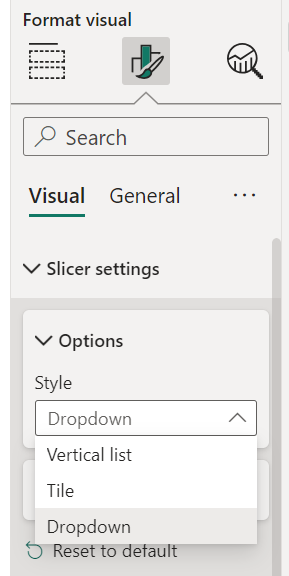 Format visual
Search
Visual
General
...
Slicer settings
Options
Style
Dropdown
Vertical list
Tile
Dropdown
Reset to default